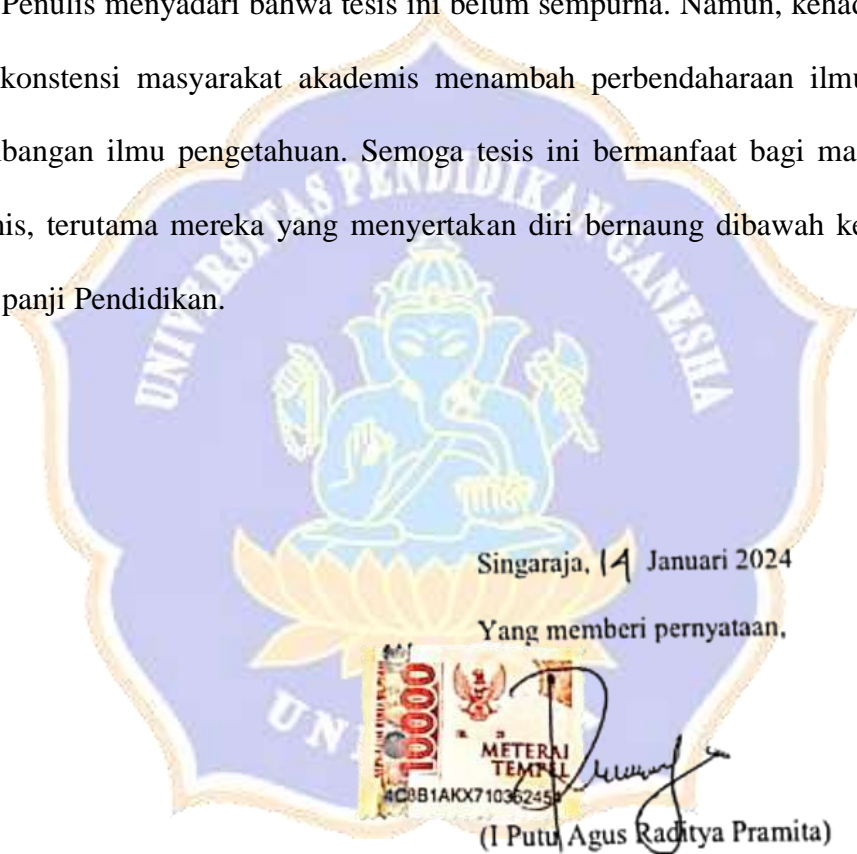 Penulis menyadari bahwa tesis ini belum sempurna. Namun, kehad
konstensi masyarakat akademis menambah perbendaharaan ilmu
bangan ilmu pengetahuan. Semoga tesis ini bermanfaat bagi ma
nis, terutama mereka yang menyertakan diri bernaung dibawah ke
panji Pendidikan.
UNIVERSITAS PENDIDIKAN GANESHA
Singaraja, 14 Januari 2024
Yang memberi pernyataan,
10000
METERAI
TEMPEL
(I Putu Agus Raditya Pramita)